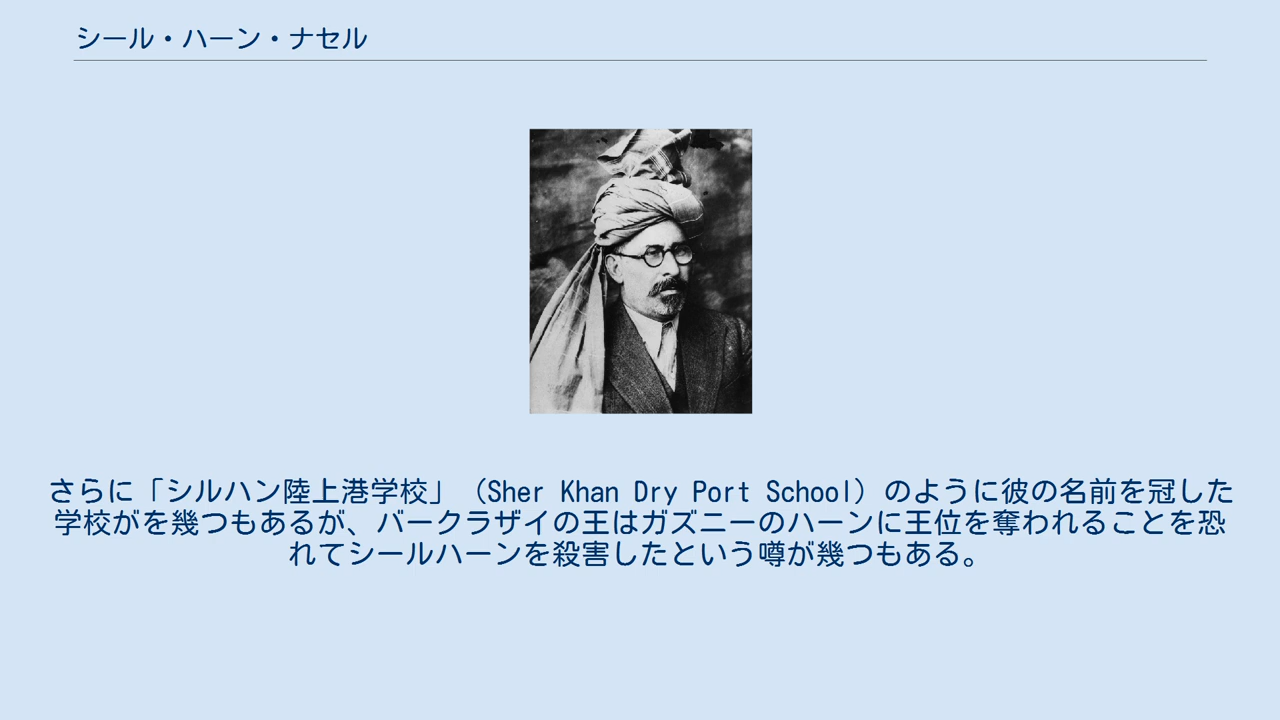 シール・ハーン・ナセル
さらに「シルハン陸上港学校」（Sher Khan Dry Port School）のように彼の名前を冠した
学校がを幾つもあるが、バークラザイの王はガズニーのハーンに王位を奪われることを恐
れてシールハーンを殺害したという噂が幾つもある。